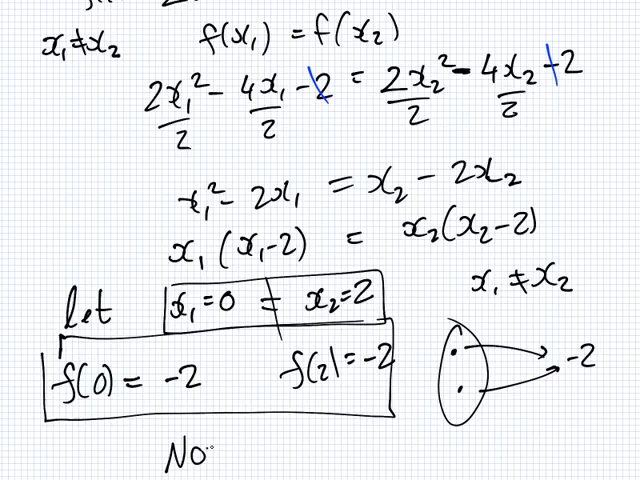 x₁≠x₂ f(x₁) = f(x₂)
2x₁²/2 - 4x₁/2 - 2 = 2x₂²/2 - 4x₂/2 - 2
x₁² - 2x₁ = x₂ - 2x₂
x₁(x₁-2) = x₂(x₂-2)
x₁ ≠ x₂
let x₁=0 = x₂=2
f(0) = -2 f(2) = -2
-2
No